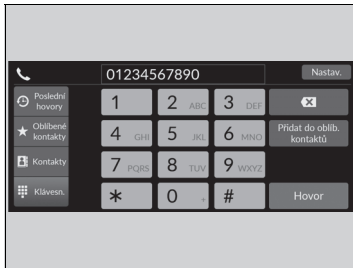 01234567890
Nastav.
Poslední
hovory
Oblíbené
kontakty
Kontakty
Klávesn.
1
2 ABC
3 DEF
4 GHI
5 JKL
6 MNO
7 PQRS
8 TUV
9 WXYZ
*
0 +
#
Přidat do oblíb.
kontaktů
Hovor